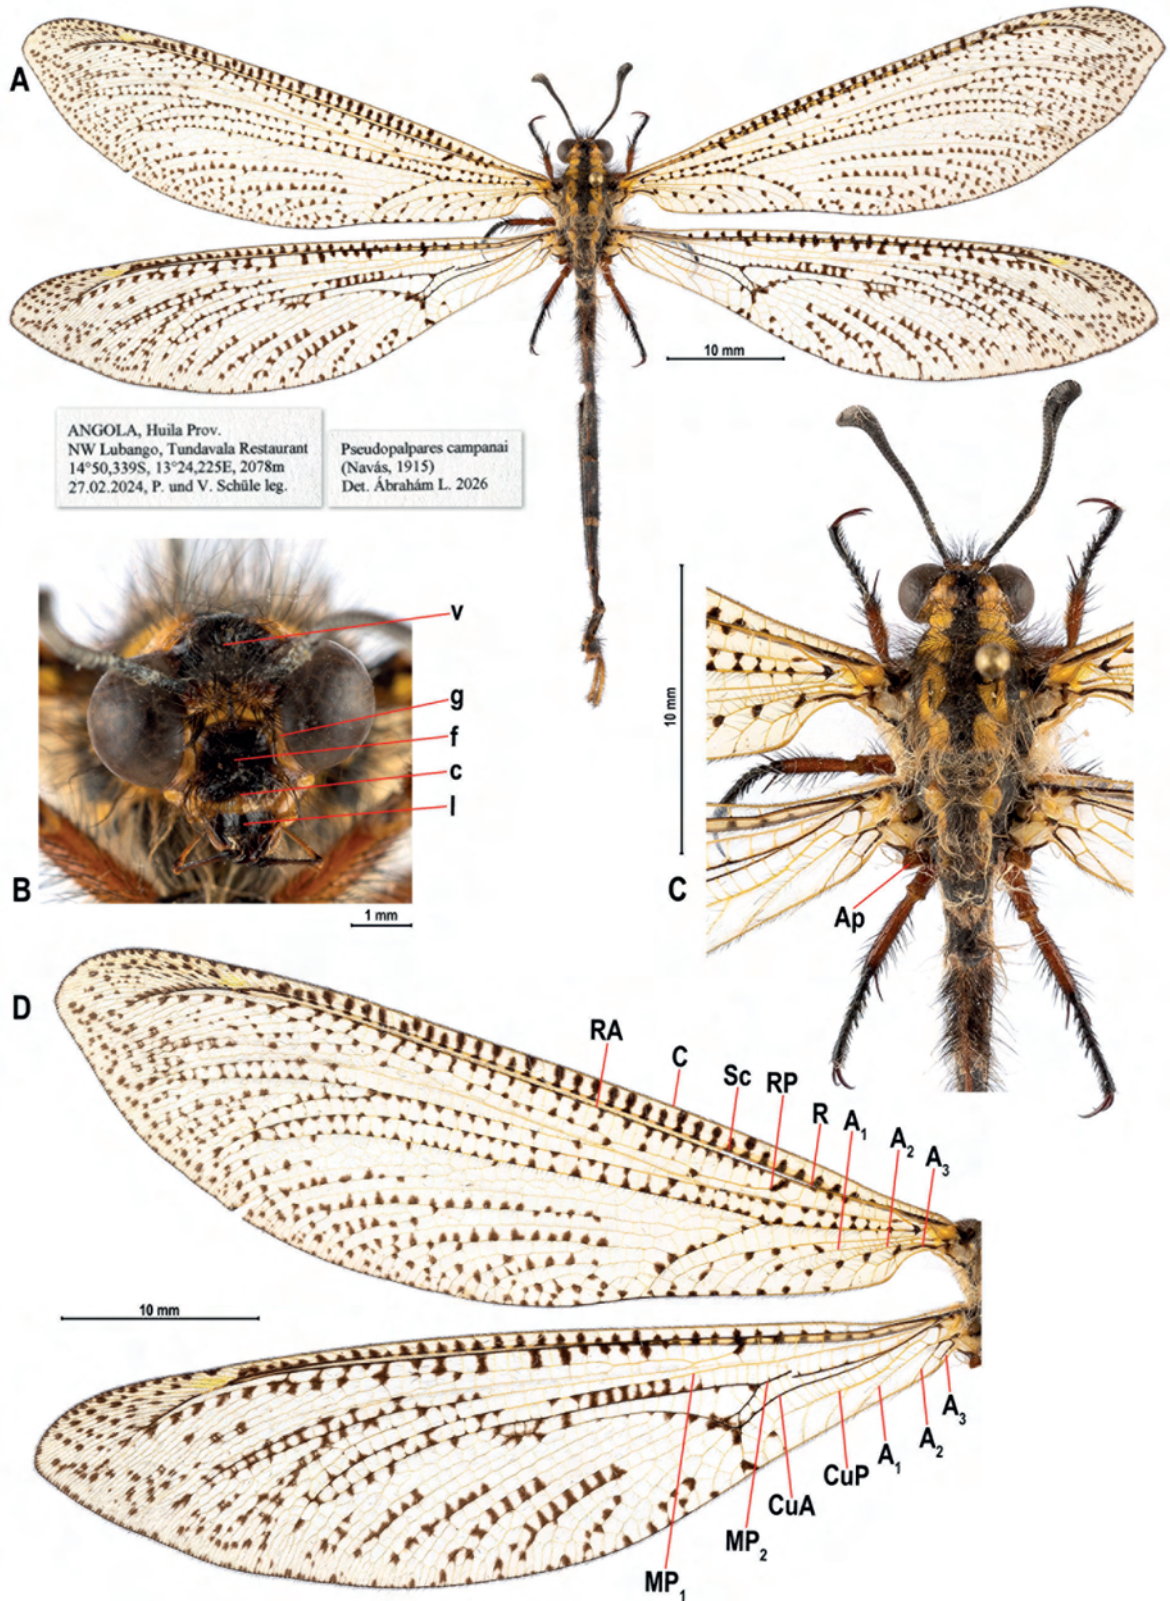 A
10 mm
ANGOLA, Huila Prov.
NW Lubango, Tundavala Restaurant
14°50,339S, 13°24,225E, 2078m
27.02.2024, P. und V. Schüle leg.
Pseudopalpares campanai
(Navás, 1915)
Det. Ábrahám L. 2026
v
g
f
c
l
B
1 mm
10 mm
C
Ap
D
RA
C
Sc
RP
R
A₁
A₂
A₃
10 mm
A₃
A₂
A₁
CuP
CuA
MP₂
MP₁